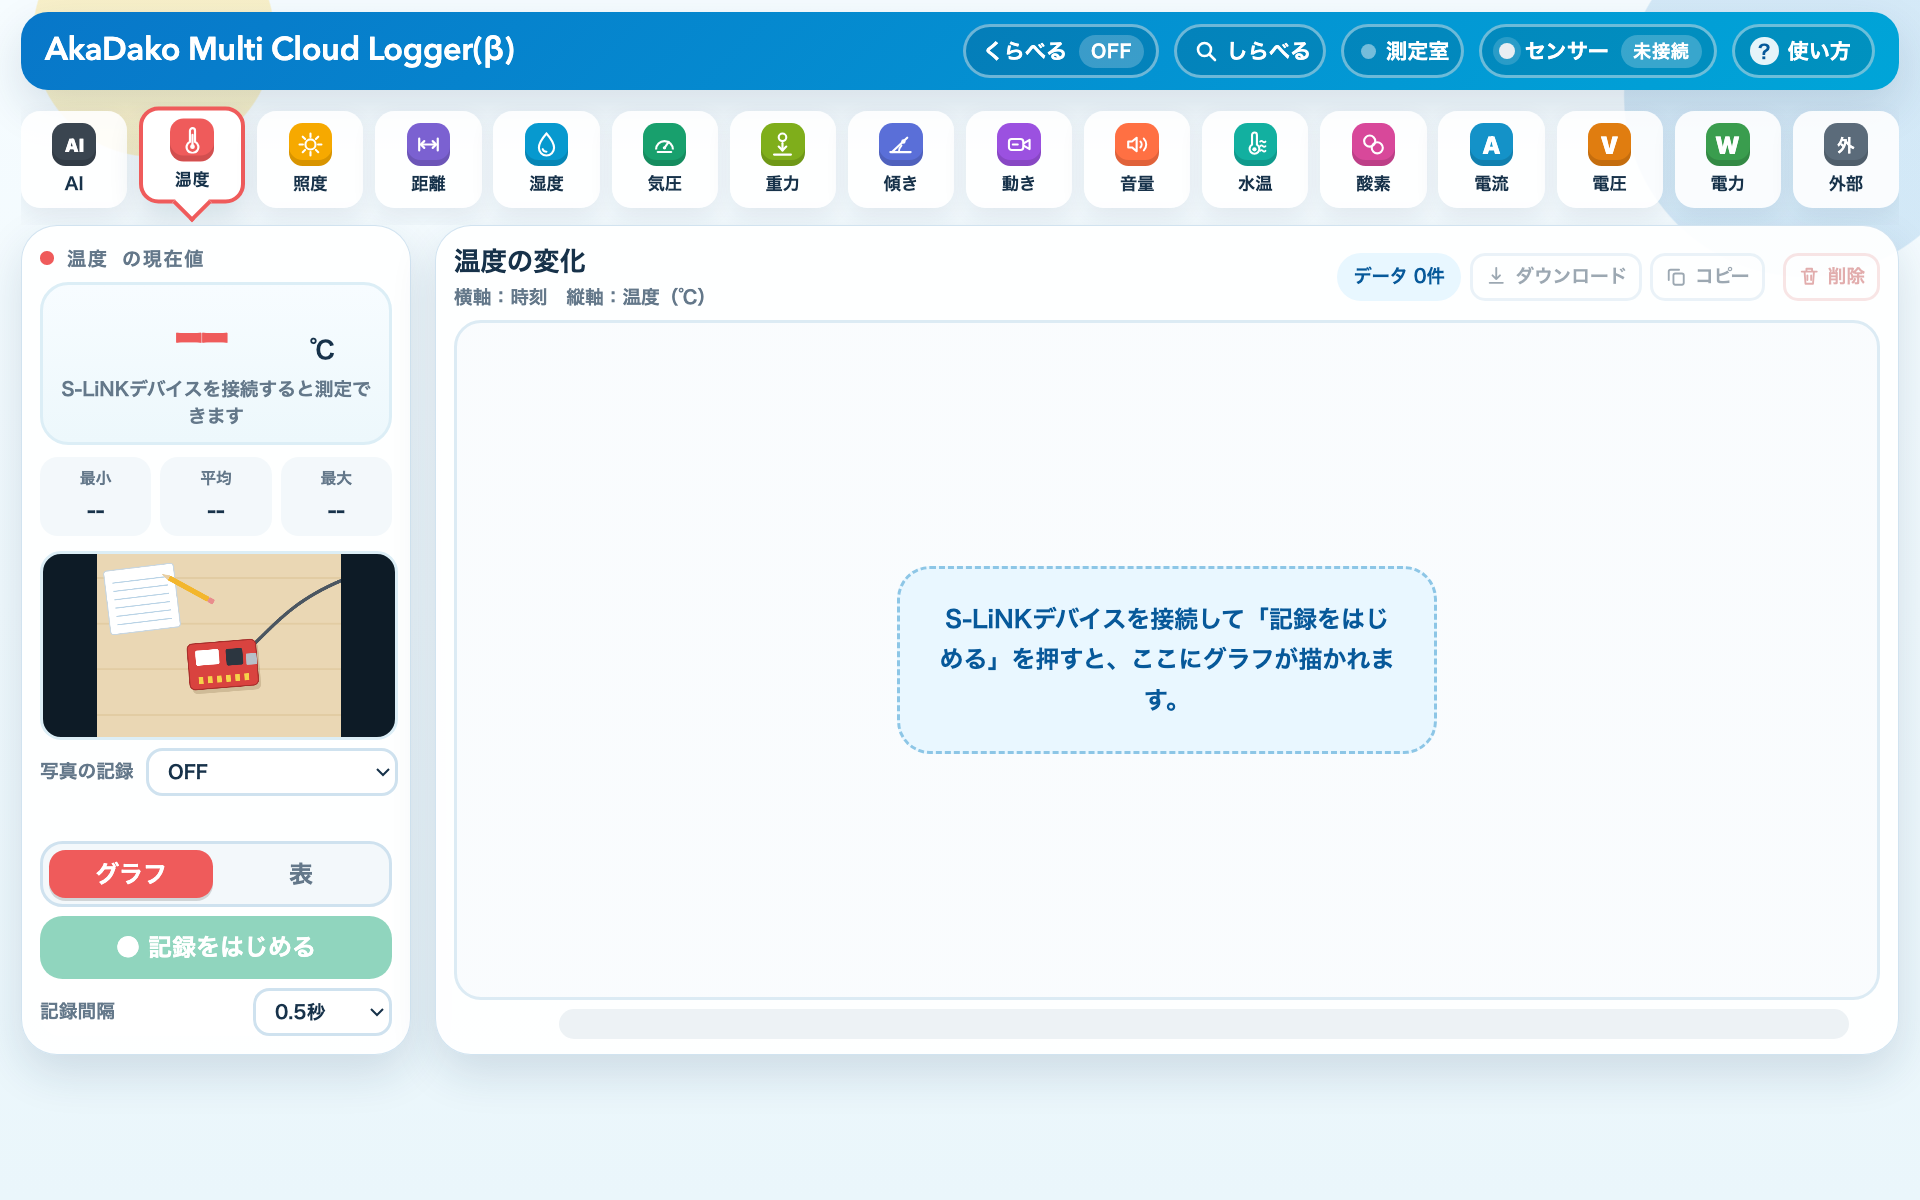 AkaDako Multi Cloud Logger(β)
くらべる OFF
しらべる
測定室
センサー 未接続
? 使い方
AI
AI
温度
照度
距離
湿度
気圧
重力
傾き
動き
音量
水温
酸素
A
電流
V
電圧
W
電力
外
外部
温度 の現在値
-- ℃
S-LiNKデバイスを接続すると測定で
きます
最小
--
平均
--
最大
--
写真の記録 OFF
グラフ 表
記録をはじめる
記録間隔 0.5秒
温度の変化
横軸：時刻 縦軸：温度（℃）
データ 0件
ダウンロード
コピー
削除
S-LiNKデバイスを接続して「記録をはじ
める」を押すと、ここにグラフが描かれま
す。